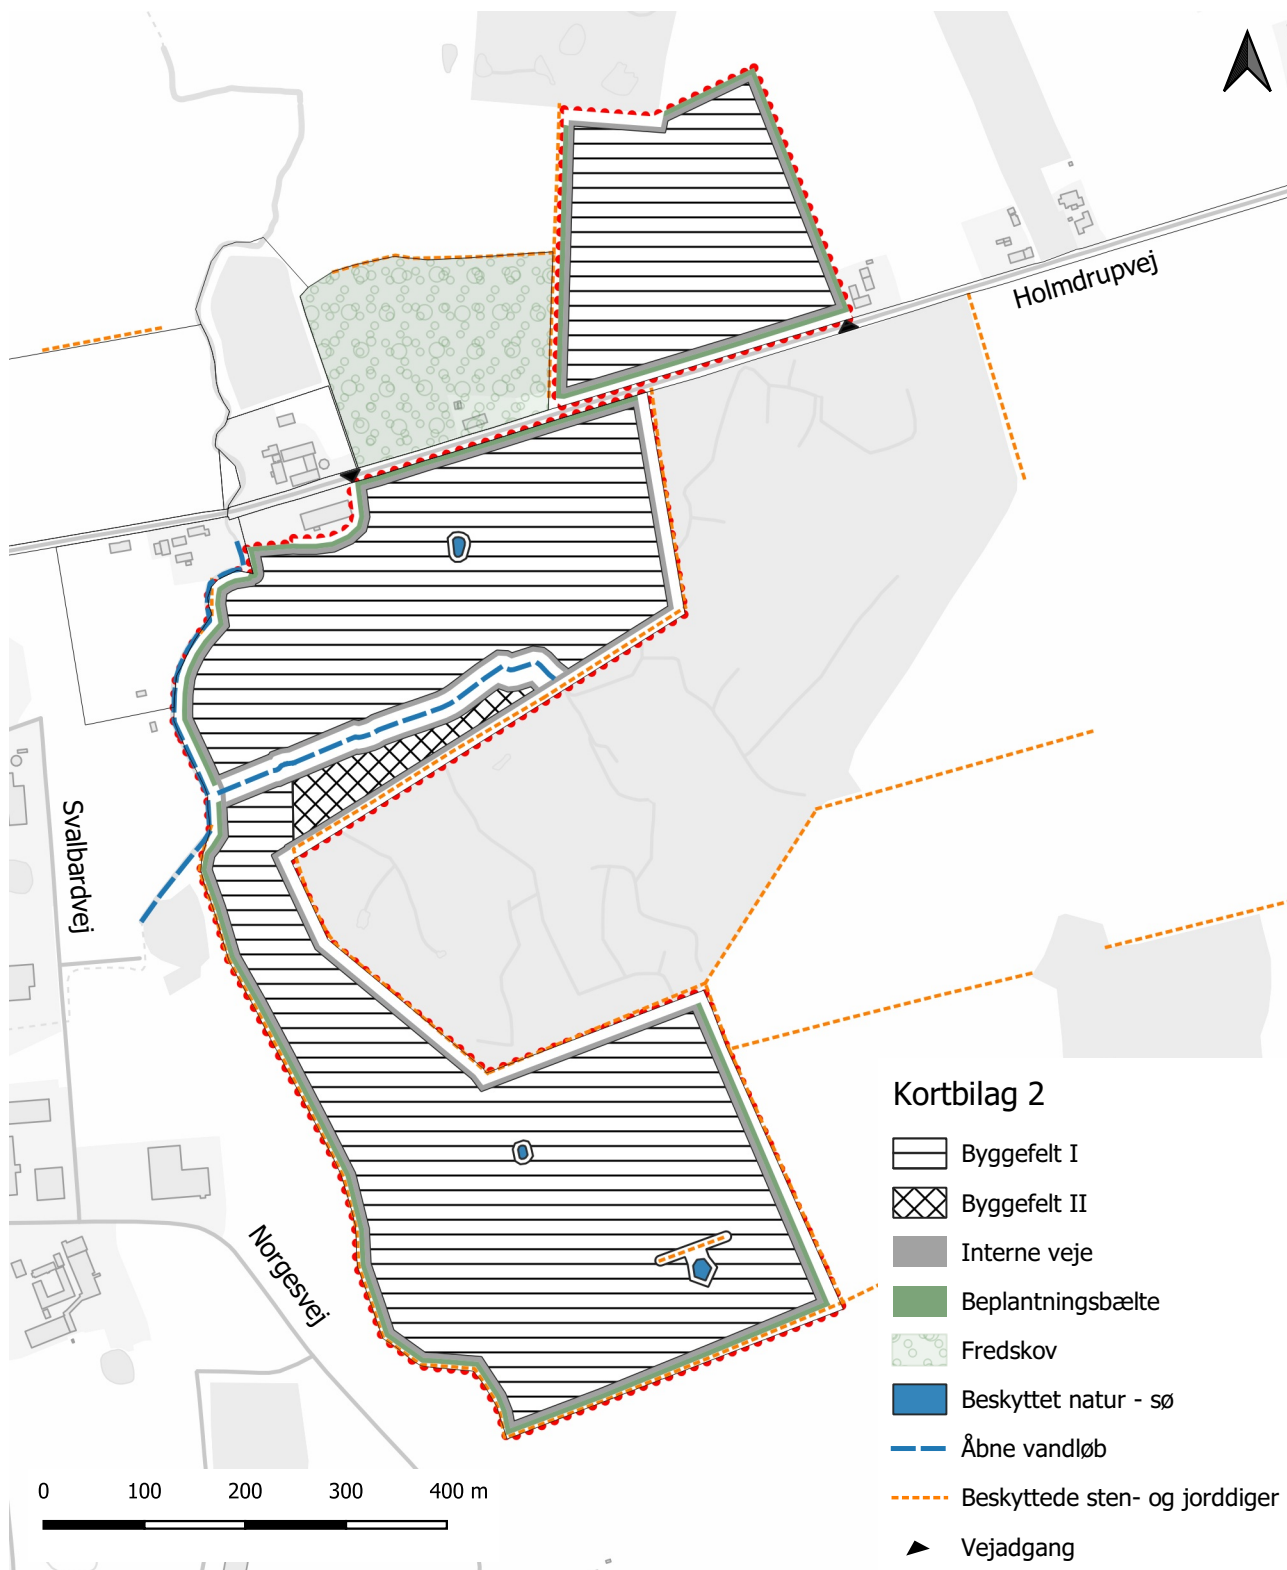 Holmdrupvej
Svalbardvej
Norgesvej
Kortbilag 2
Byggefelt I
Byggefelt II
Interne veje
Beplantningsbælte
Fredskov
Beskyttet natur - sø
Åbne vandløb
Beskyttede sten- og jorddiger
Vejadgang
0 100 200 300 400 m